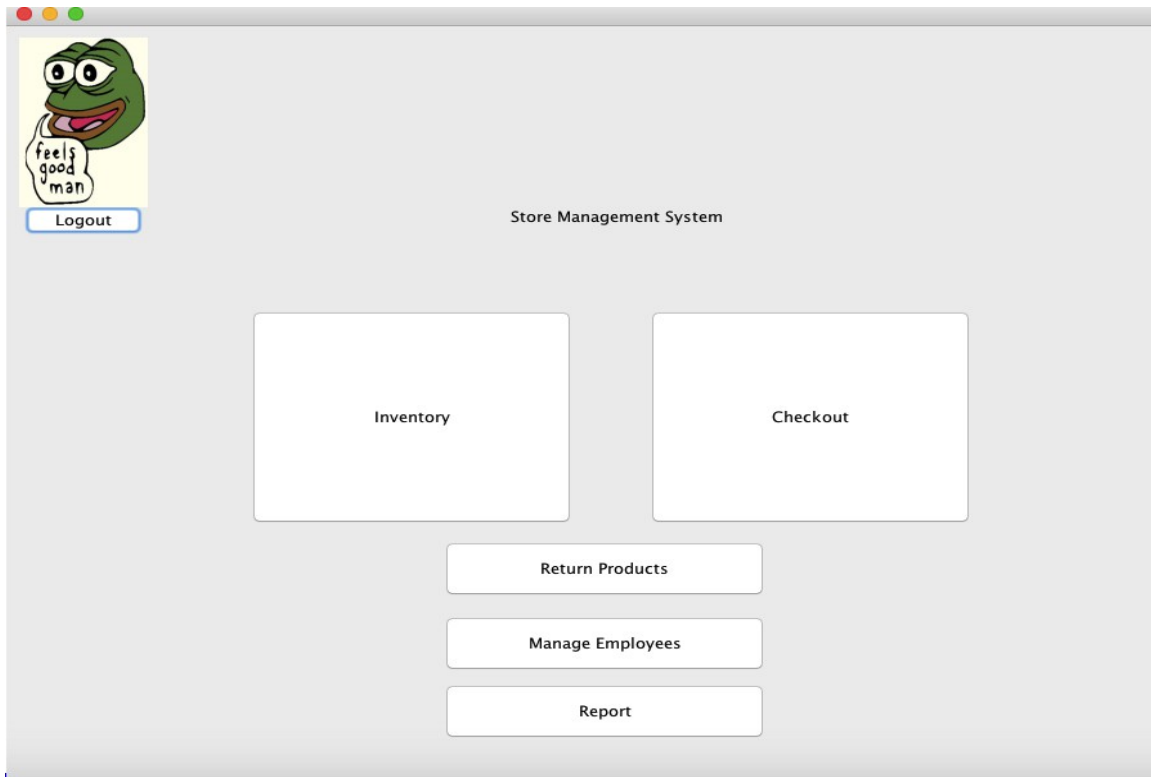 feels
good
man
Logout
Store Management System
Inventory
Checkout
Return Products
Manage Employees
Report